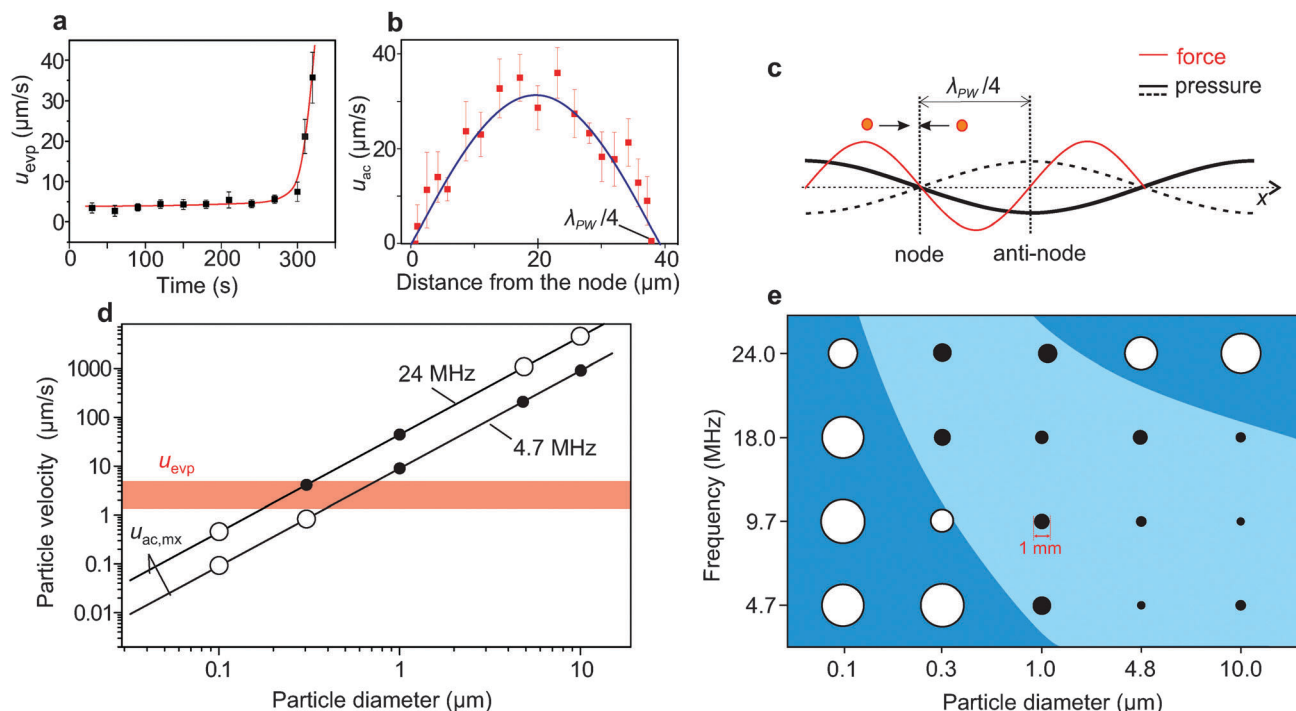 a
u_evp (µm/s)
40
30
20
10
0
0
100
200
300
Time (s)
b
u_ac (µm/s)
40
20
0
0
20
40
λ_PW/4
Distance from the node (µm)
c
force
pressure
λ_PW/4
x
node
anti-node
d
Particle velocity (µm/s)
1000
100
10
1
0.1
0.01
24 MHz
4.7 MHz
u_evp
u_ac,mx
0.1
1
10
Particle diameter (µm)
e
Frequency (MHz)
24.0
18.0
9.7
4.7
1 mm
0.1
0.3
1.0
4.8
10.0
Particle diameter (µm)